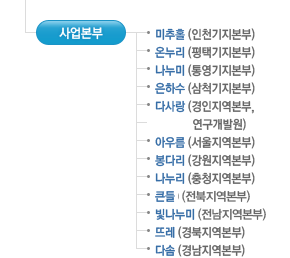 사업본부
미추홀 (인천기지본부)
온누리 (평택기지본부)
나누미 (통영기지본부)
은하수 (삼척기지본부)
다사랑 (경인지역본부,
연구개발원)
아우름 (서울지역본부)
봉다리 (강원지역본부)
나누리 (충청지역본부)
큰들 (전북지역본부)
빛나누미 (전남지역본부)
뜨레 (경북지역본부)
다솜 (경남지역본부)